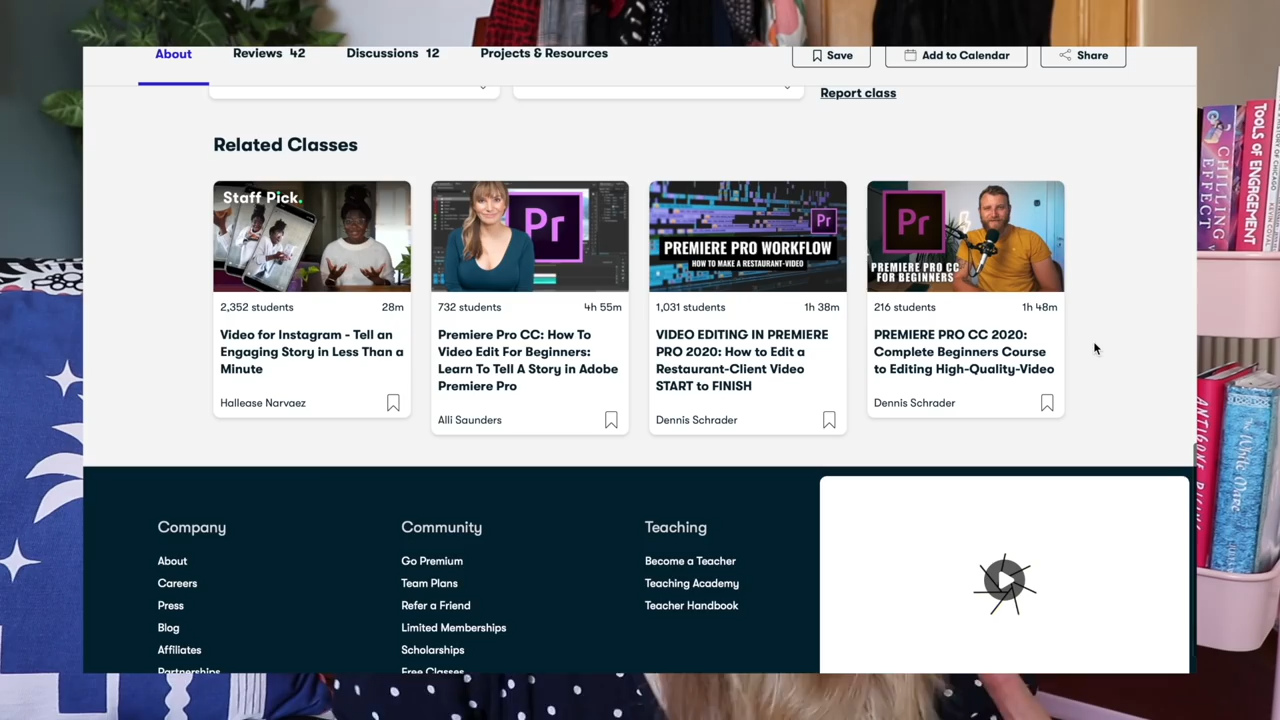 About
Reviews 42
Discussions 12
Projects & Resources
Save
Add to Calendar
Share
Report class
Related Classes
Staff Pick.
2,352 students 28m
Video for Instagram - Tell an
Engaging Story in Less Than a
Minute
Hallease Narvaez
Pr
732 students 4h 55m
Premiere Pro CC: How To
Video Edit For Beginners:
Learn To Tell A Story in Adobe
Premiere Pro
Alli Saunders
Pr
PREMIERE PRO WORKFLOW
HOW TO MAKE A RESTAURANT-VIDEO
1,031 students 1h 38m
VIDEO EDITING IN PREMIERE
PRO 2020: How to Edit a
Restaurant-Client Video
START to FINISH
Dennis Schrader
Pr
PREMIERE PRO CC
FOR BEGINNERS
216 students 1h 48m
PREMIERE PRO CC 2020:
Complete Beginners Course
to Editing High-Quality-Video
Dennis Schrader
Company
About
Careers
Press
Blog
Affiliates
Partnerships
Community
Go Premium
Team Plans
Refer a Friend
Limited Memberships
Scholarships
Free Classes
Teaching
Become a Teacher
Teaching Academy
Teacher Handbook
CHILLING
EFFECT
TOOLS OF ENGAGEMENT
ANTIGONE